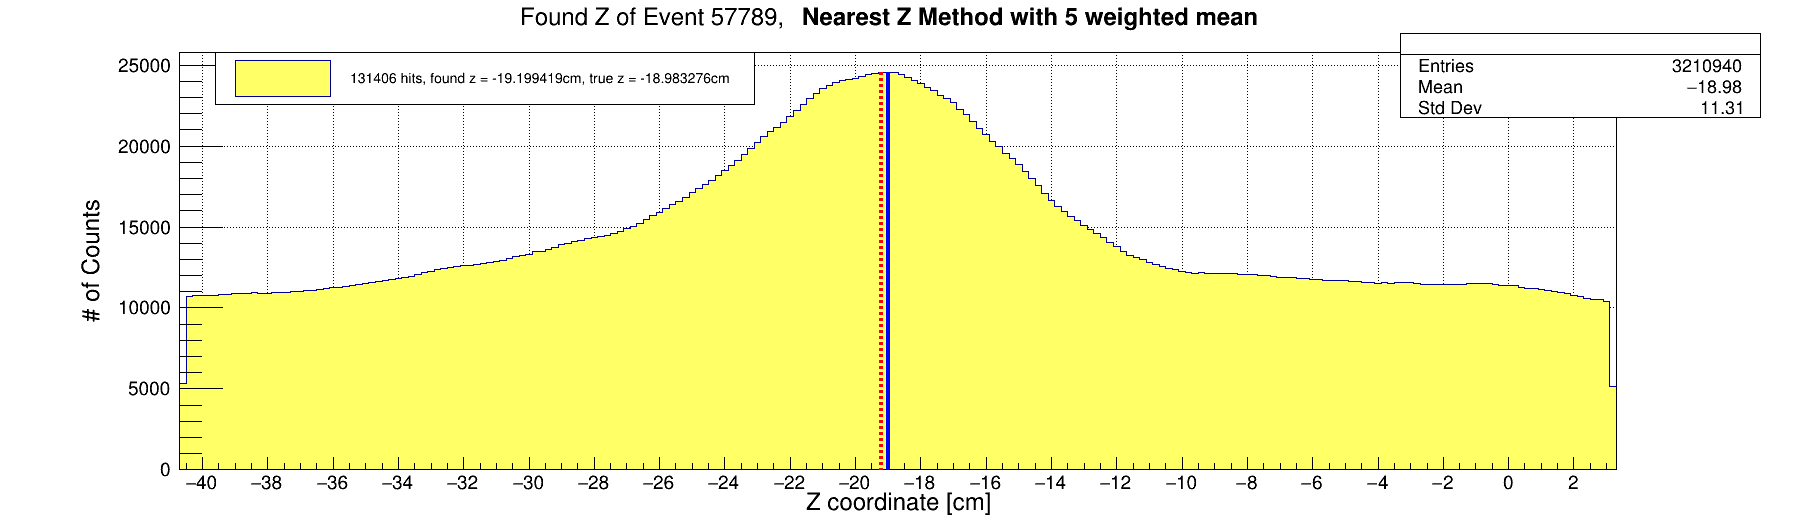 Found Z of Event 57789, Nearest Z Method with 5 weighted mean
131406 hits, found z = -19.199419cm, true z = -18.983276cm
Entries 3210940
Mean −18.98
Std Dev 11.31
# of Counts
25000
20000
15000
10000
5000
0
−40 −38 −36 −34 −32 −30 −28 −26 −24 −22 −20 −18 −16 −14 −12 −10 −8 −6 −4 −2 0 2
Z coordinate [cm]